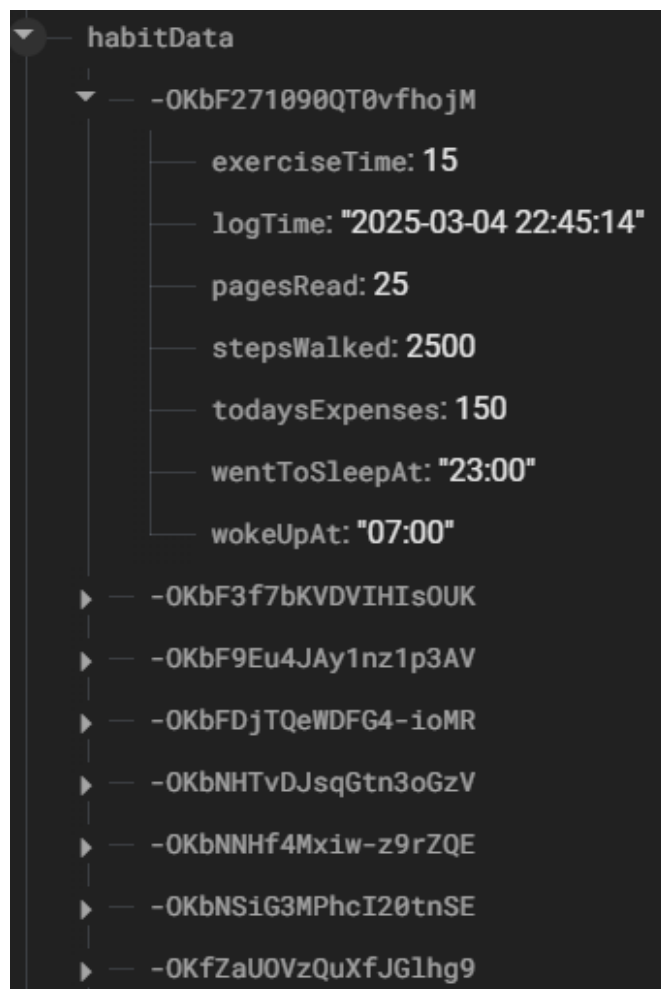 habitData
-OKbF271090QT0vfhojM
exerciseTime: 15
logTime: "2025-03-04 22:45:14"
pagesRead: 25
stepsWalked: 2500
todaysExpenses: 150
wentToSleepAt: "23:00"
wokeUpAt: "07:00"
-OKbF3f7bKVDVIHIsOUK
-OKbF9Eu4JAy1nz1p3AV
-OKbFDjTQeWDFG4-ioMR
-OKbNHTvDJsqGtn3oGzV
-OKbNNHf4Mxiw-z9rZQE
-OKbNSiG3MPhcI20tnSE
-OKfZaUOVzQuXfJGlhg9